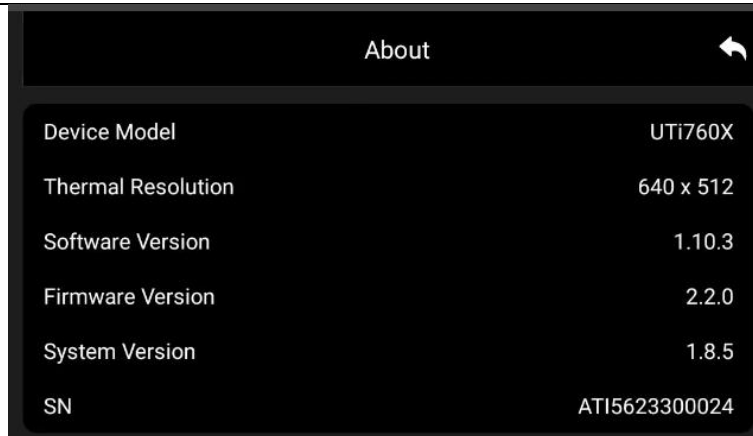 About
Device Model UTi760X
Thermal Resolution 640 x 512
Software Version 1.10.3
Firmware Version 2.2.0
System Version 1.8.5
SN ATI5623300024